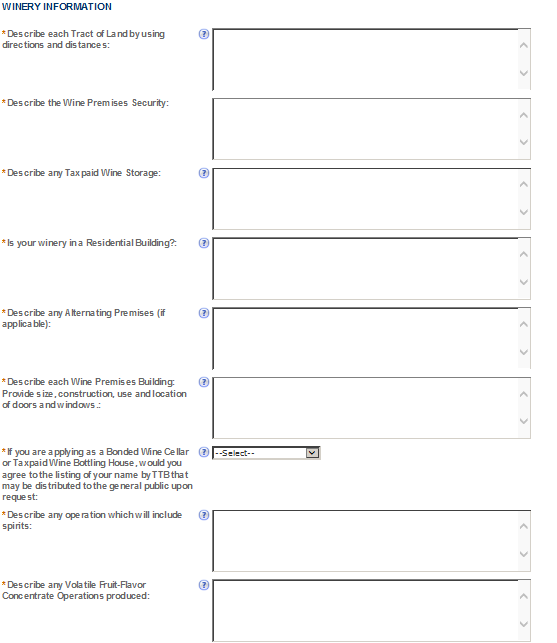 WINERY INFORMATION
* Describe each Tract of Land by using
directions and distances:
* Describe the Wine Premises Security:
* Describe any Taxpaid Wine Storage:
* Is your winery in a Residential Building?:
* Describe any Alternating Premises (if
applicable):
* Describe each Wine Premises Building:
Provide size, construction, use and location
of doors and windows.:
* If you are applying as a Bonded Wine Cellar
or Taxpaid Wine Bottling House, would you
agree to the listing of your name by TTB that
may be distributed to the general public upon
request:
--Select--
* Describe any operation which will include
spirits:
* Describe any Volatile Fruit-Flavor
Concentrate Operations produced: